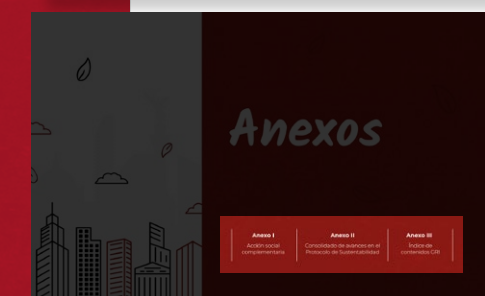 Anexos
Anexo I
Acción social
complementaria
Anexo II
Consolidado de avances en el
Protocolo de Sustentabilidad
Anexo III
Índice de
contenidos GRI